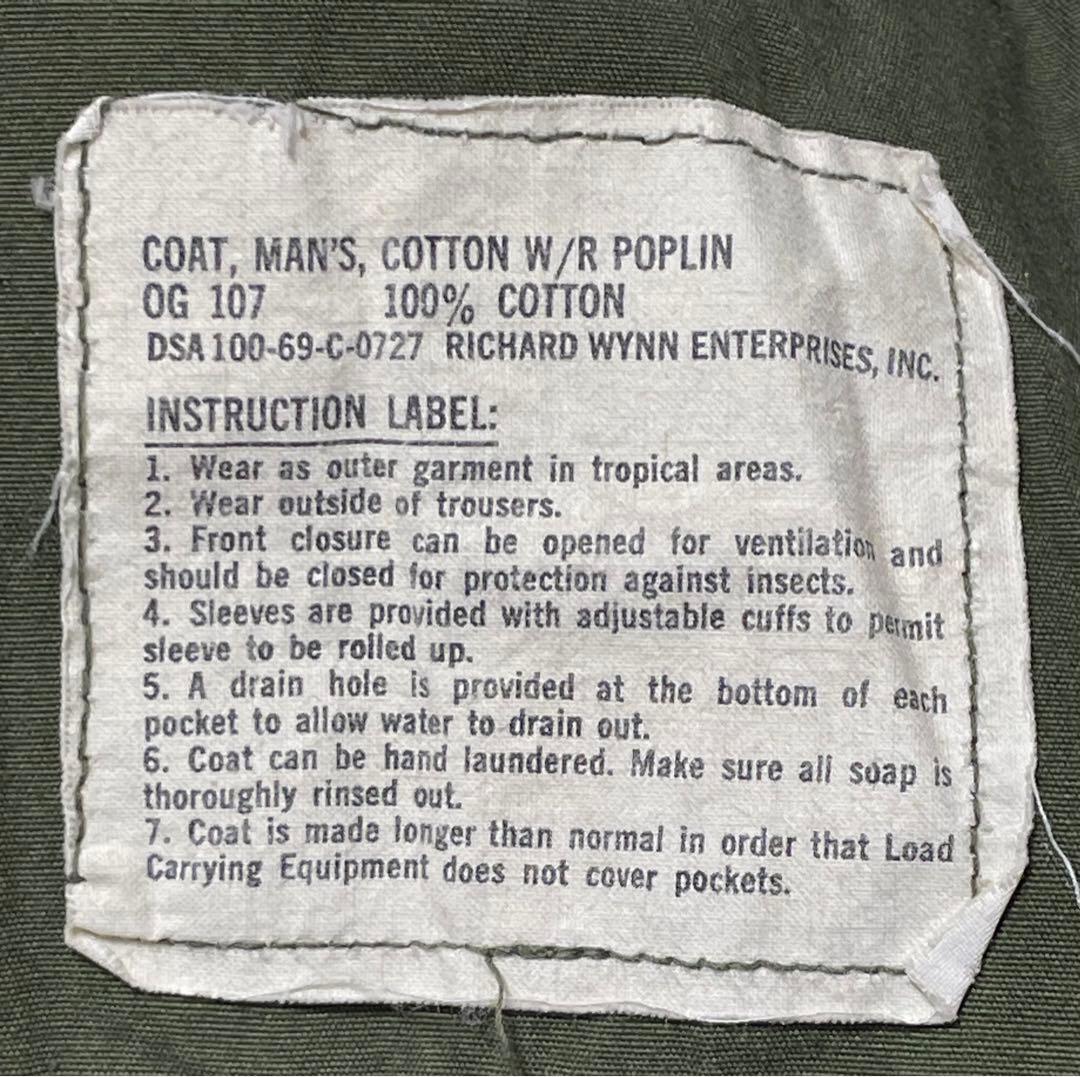 COAT, MAN'S, COTTON W/R POPLIN
OG 107 100% COTTON
DSA 100-69-C-0727 RICHARD WYNN ENTERPRISES, INC.
INSTRUCTION LABEL:
1. Wear as outer garment in tropical areas.
2. Wear outside of trousers.
3. Front closure can be opened for ventilation and
should be closed for protection against insects.
4. Sleeves are provided with adjustable cuffs to permit
sleeve to be rolled up.
5. A drain hole is provided at the bottom of each
pocket to allow water to drain out.
6. Coat can be hand laundered. Make sure all soap is
thoroughly rinsed out.
7. Coat is made longer than normal in order that Load
Carrying Equipment does not cover pockets.